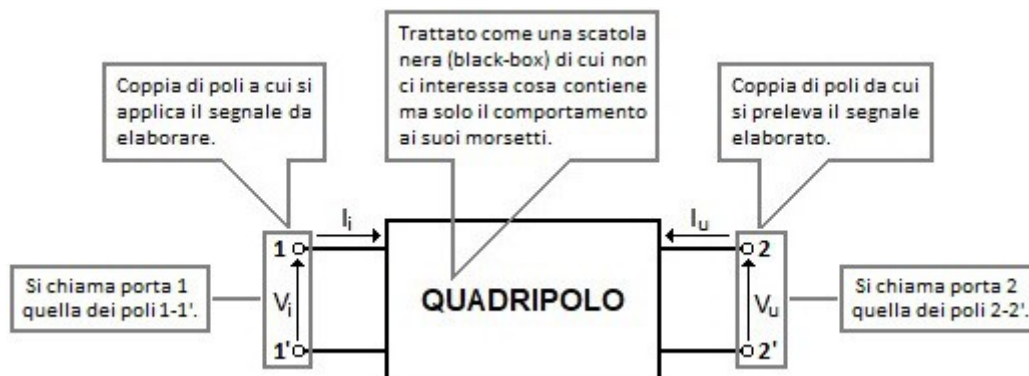 Trattato come una scatola
nera (black-box) di cui non
ci interessa cosa contiene
ma solo il comportamento
ai suoi morsetti.
Coppia di poli a cui si
applica il segnale da
elaborare.
Coppia di poli da cui
si preleva il segnale
elaborato.
Ii
Iu
1
2
Si chiama porta 1
quella dei poli 1-1'.
Vi
QUADRIPOLO
Vu
Si chiama porta 2
quella dei poli 2-2'.
1'
2'